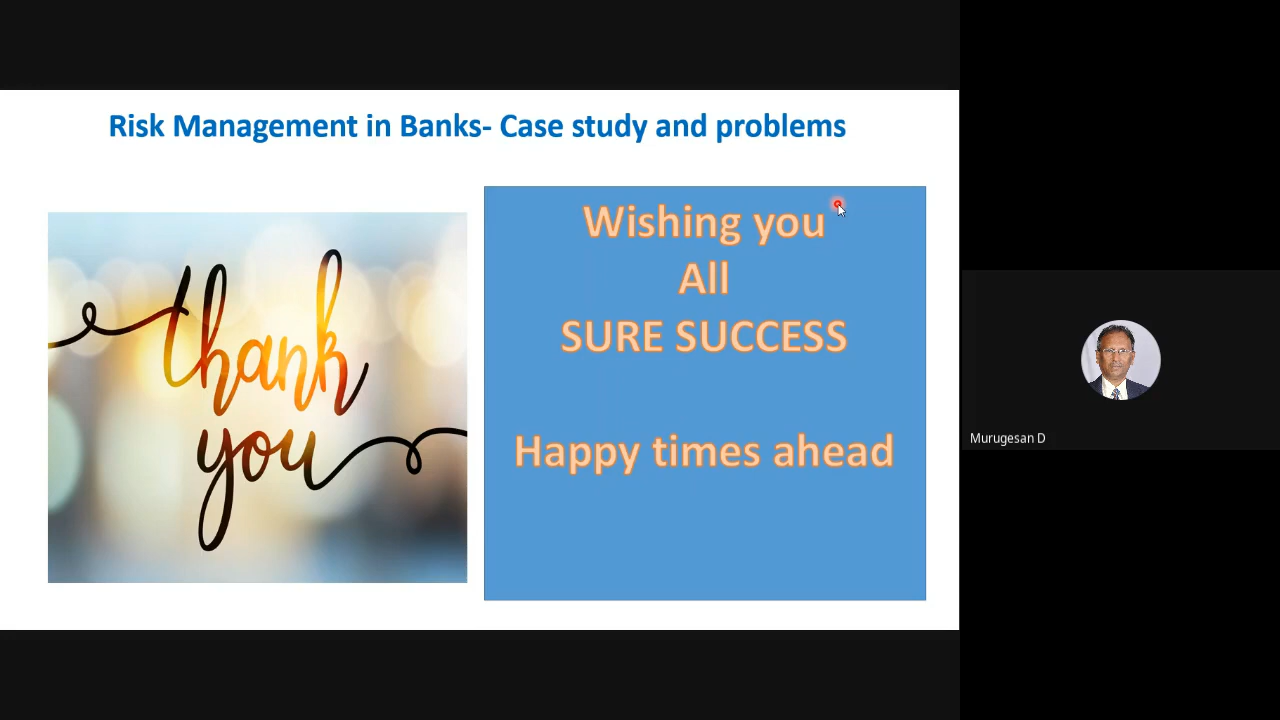 Risk Management in Banks- Case study and problems
thank
you
Wishing you
All
SURE SUCCESS
Happy times ahead
Murugesan D